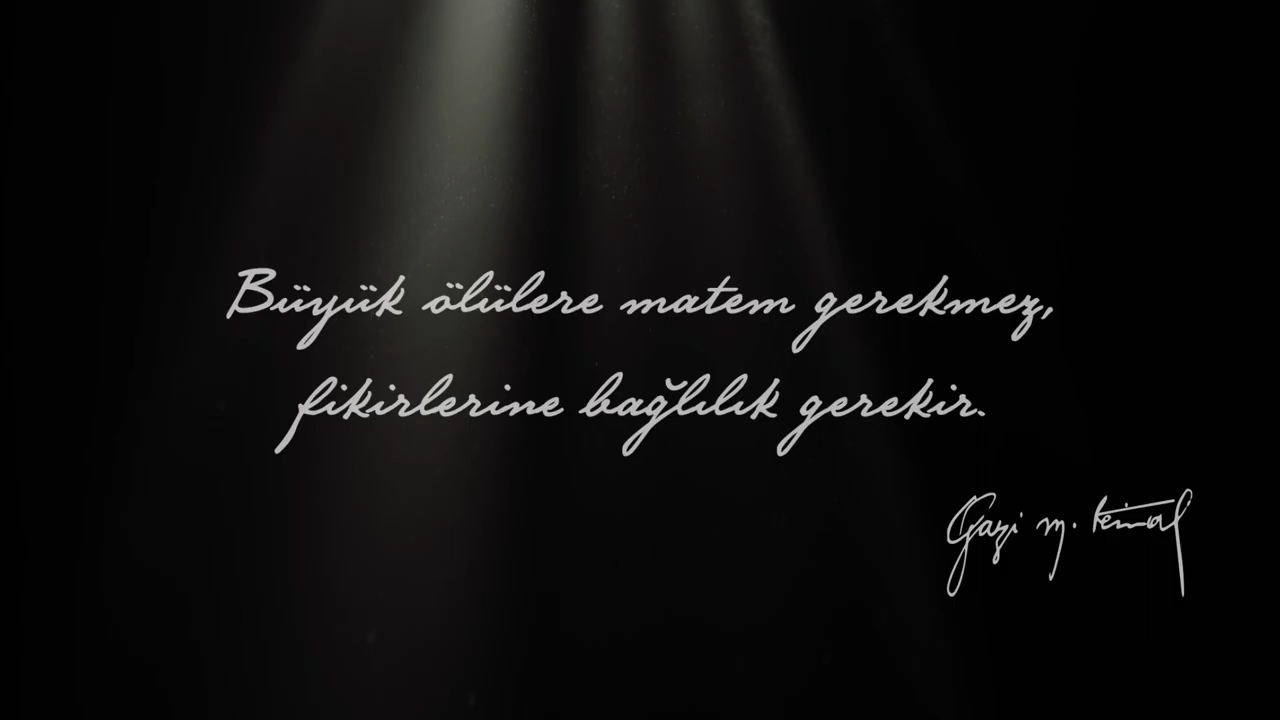 Büyük ölülere matem gerekmez,
fikirlerine bağlılık gerekir.
Gazi M. Kemal